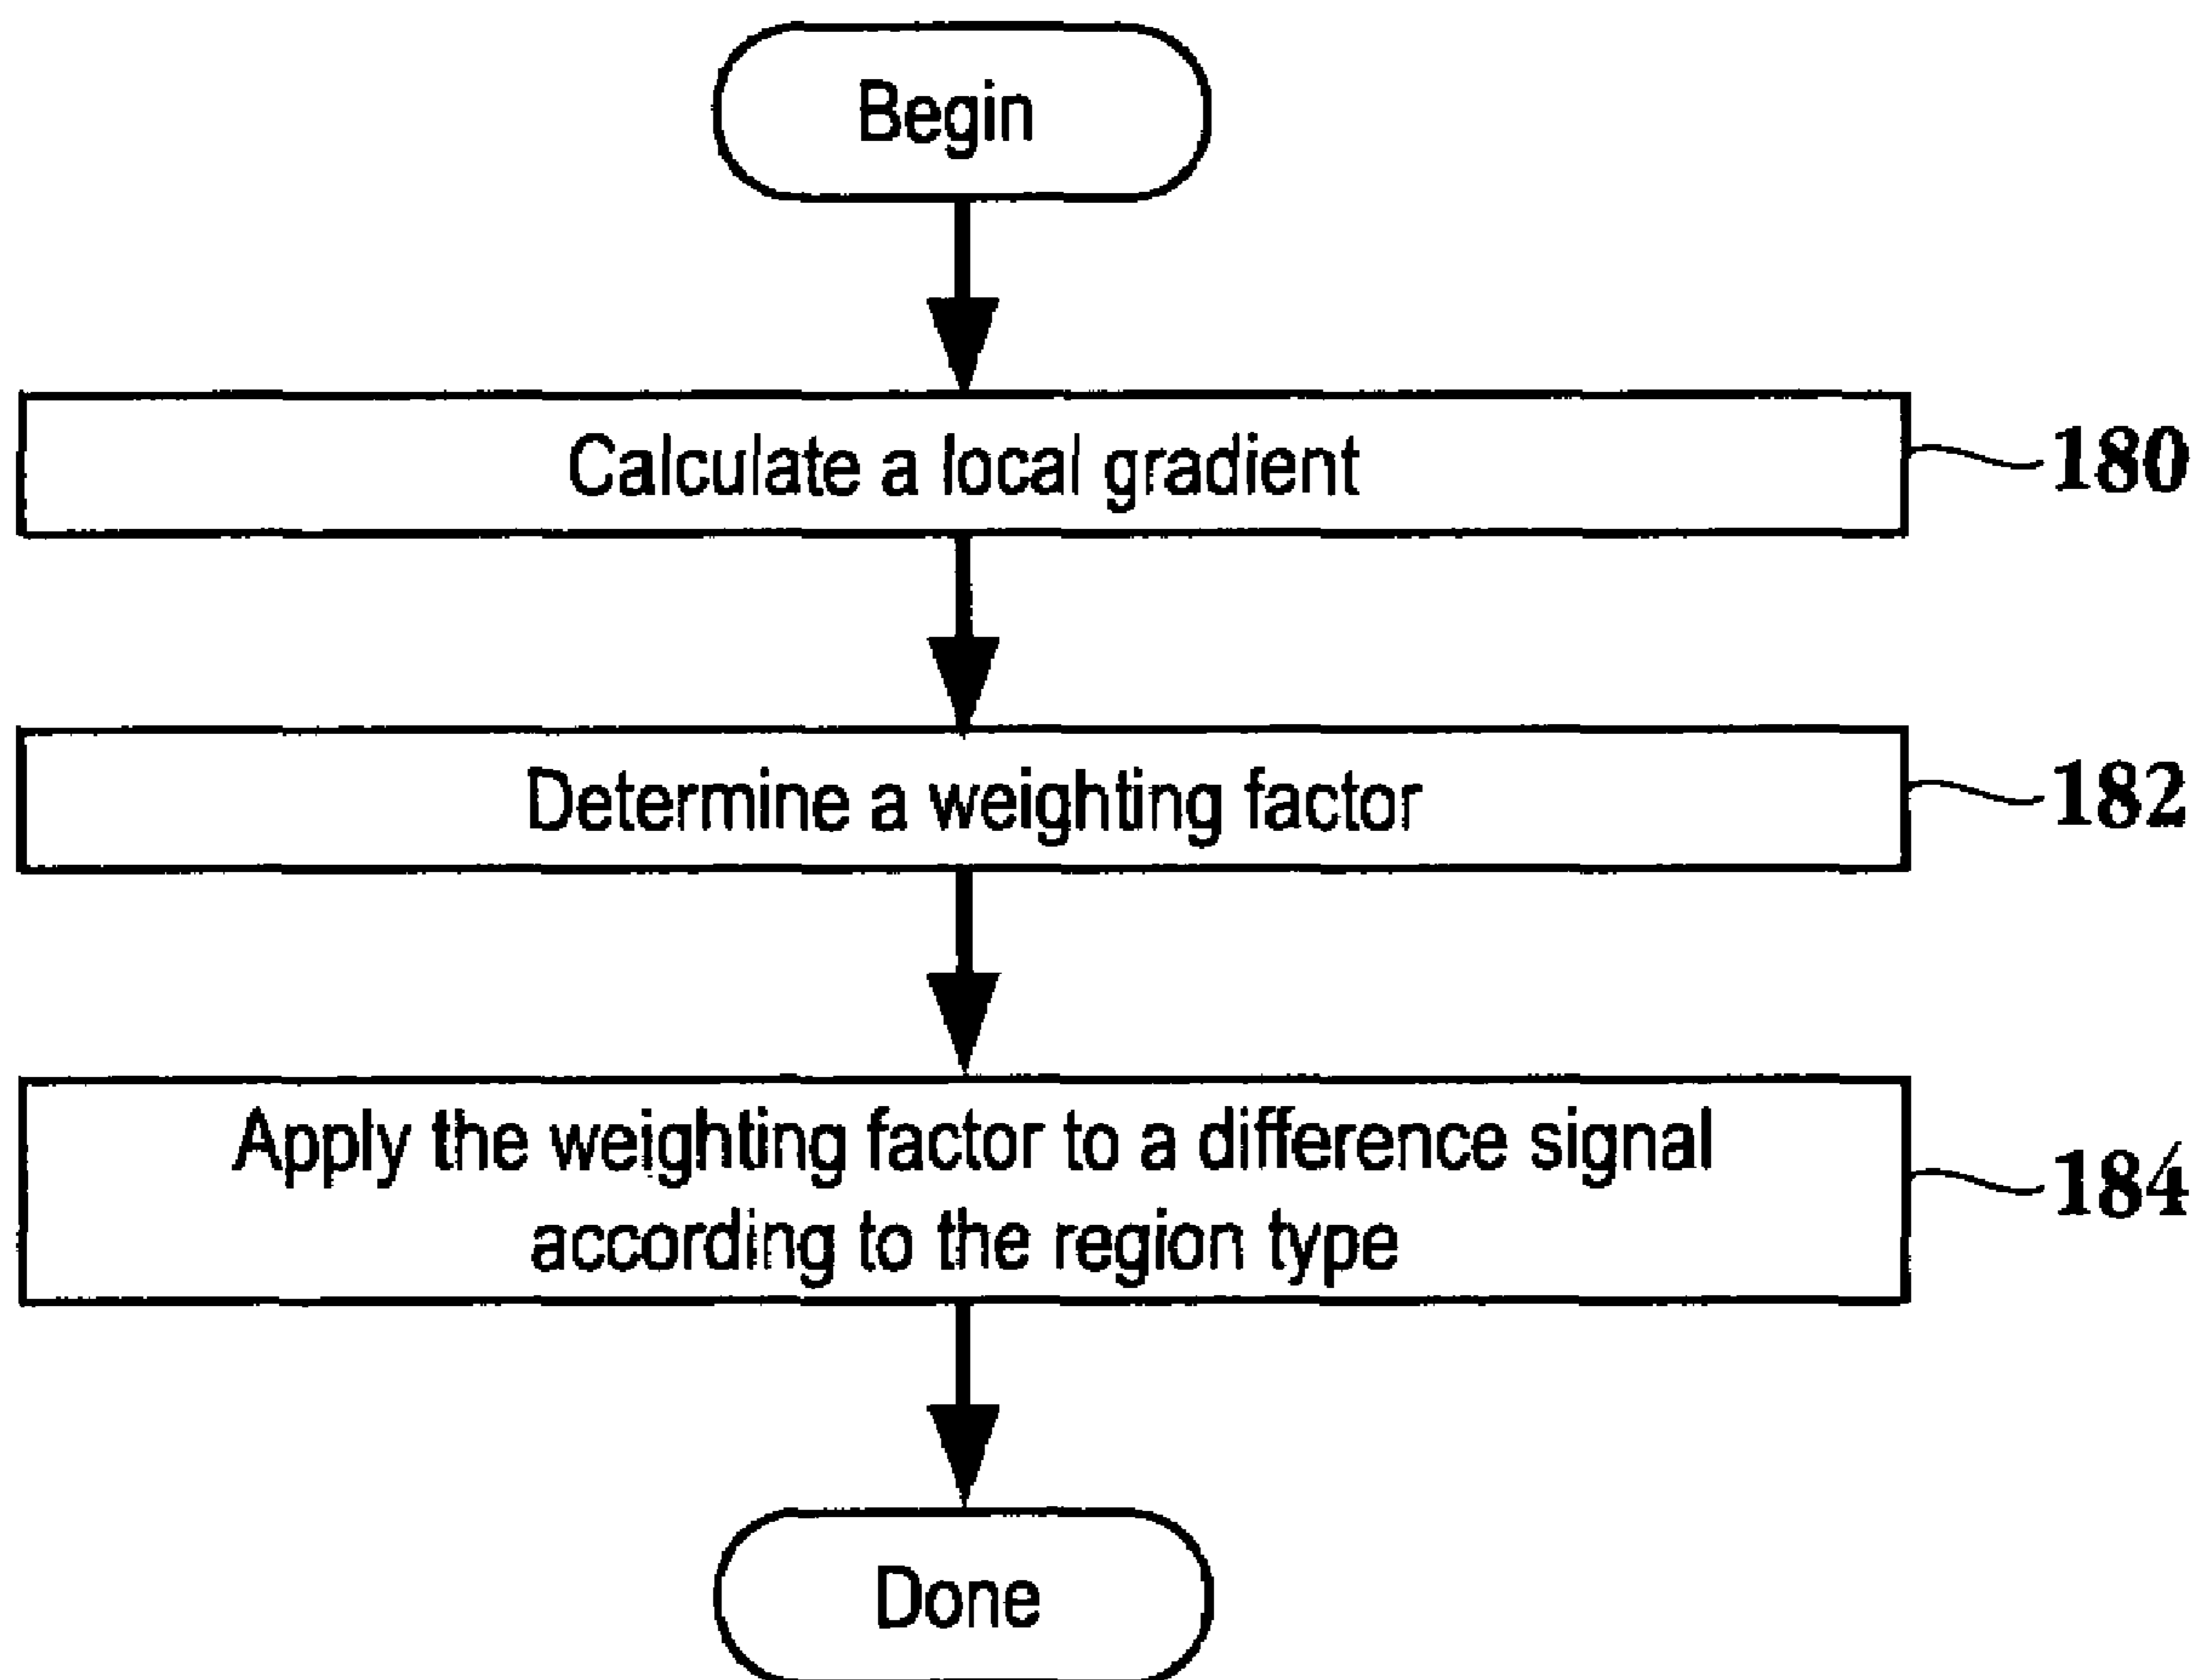 Begin
Calculate a local gradient
180
Determine a weighting factor
182
Apply the weighting factor to a difference signal
according to the region type
184
Done